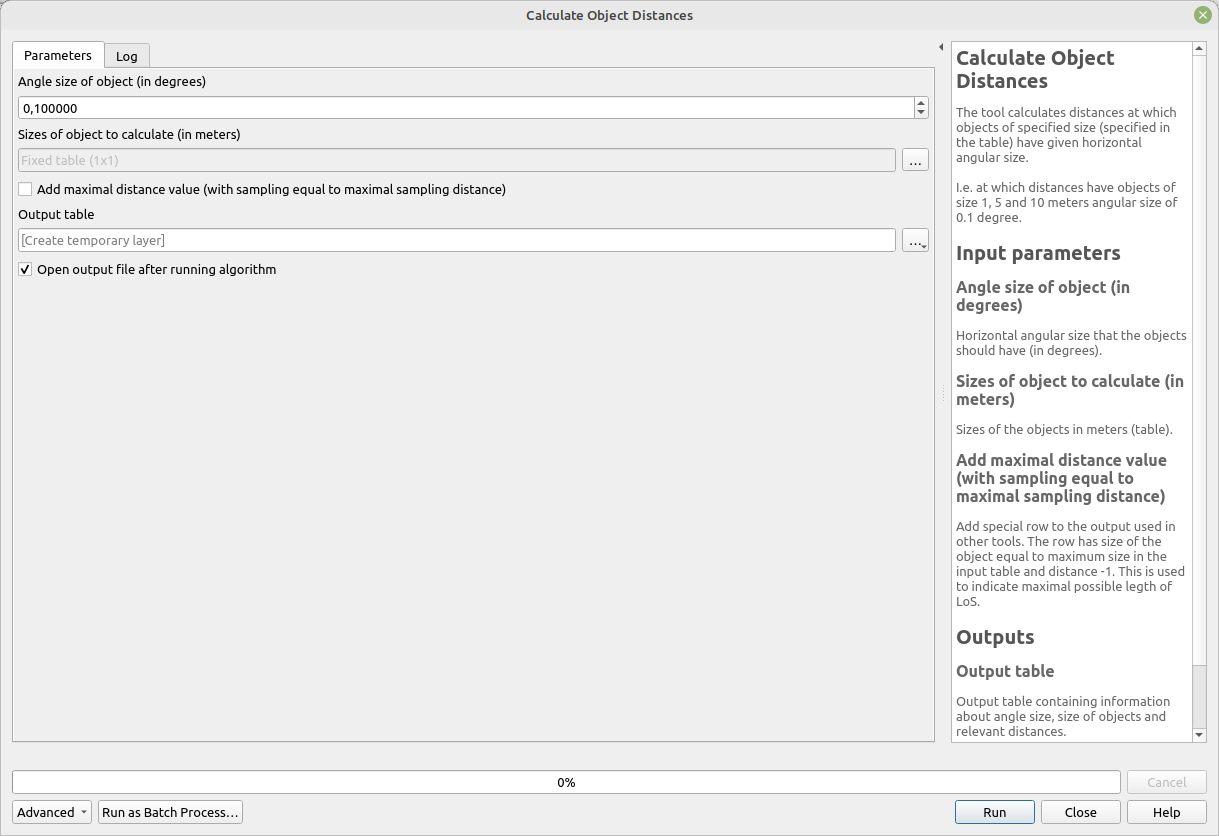 Calculate Object Distances
Parameters
Log
Angle size of object (in degrees)
0,100000
Sizes of object to calculate (in meters)
Fixed table (1x1)
…
Add maximal distance value (with sampling equal to maximal sampling distance)
Output table
[Create temporary layer]
…
Open output file after running algorithm
Calculate Object
Distances
The tool calculates distances at which
objects of specified size (specified in
the table) have given horizontal
angular size.
I.e. at which distances have objects of
size 1, 5 and 10 meters angular size of
0.1 degree.
Input parameters
Angle size of object (in
degrees)
Horizontal angular size that the objects
should have (in degrees).
Sizes of object to calculate (in
meters)
Sizes of the objects in meters (table).
Add maximal distance value
(with sampling equal to
maximal sampling distance)
Add special row to the output used in
other tools. The row has size of the
object equal to maximum size in the
input table and distance -1. This is used
to indicate maximal possible legth of
LoS.
Outputs
Output table
Output table containing information
about angle size, size of objects and
relevant distances.
0%
Cancel
Advanced
Run as Batch Process…
Run
Close
Help